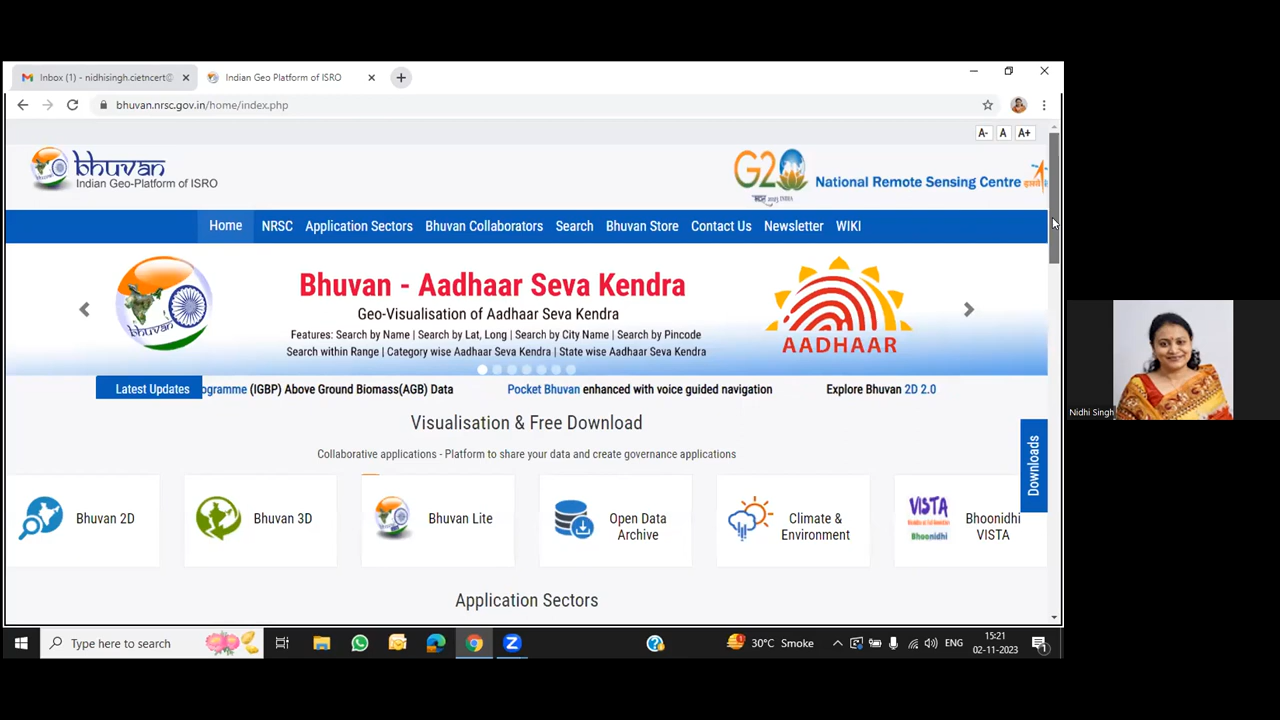 Inbox (1) - nidhisingh.cietncert@
Indian Geo Platform of ISRO
bhuvan.nrsc.gov.in/home/index.php
A- A A+
bhuvan
Indian Geo-Platform of ISRO
G20
National Remote Sensing Centre
Home NRSC Application Sectors Bhuvan Collaborators Search Bhuvan Store Contact Us Newsletter WIKI
bhuvan
Bhuvan - Aadhaar Seva Kendra
Geo-Visualisation of Aadhaar Seva Kendra
Features: Search by Name | Search by Lat, Long | Search by City Name | Search by Pincode
Search within Range | Category wise Aadhaar Seva Kendra | State wise Aadhaar Seva Kendra
AADHAAR
Latest Updates ogramme (IGBP) Above Ground Biomass(AGB) Data Pocket Bhuvan enhanced with voice guided navigation Explore Bhuvan 2D 2.0
Visualisation & Free Download
Collaborative applications - Platform to share your data and create governance applications
Downloads
Bhuvan 2D
Bhuvan 3D
Bhuvan Lite
Open Data
Archive
Climate &
Environment
VISTA
Bhoonidhi
Bhoonidhi
VISTA
Application Sectors
Nidhi Singh
Type here to search
30°C Smoke
ENG
15:21
02-11-2023
1